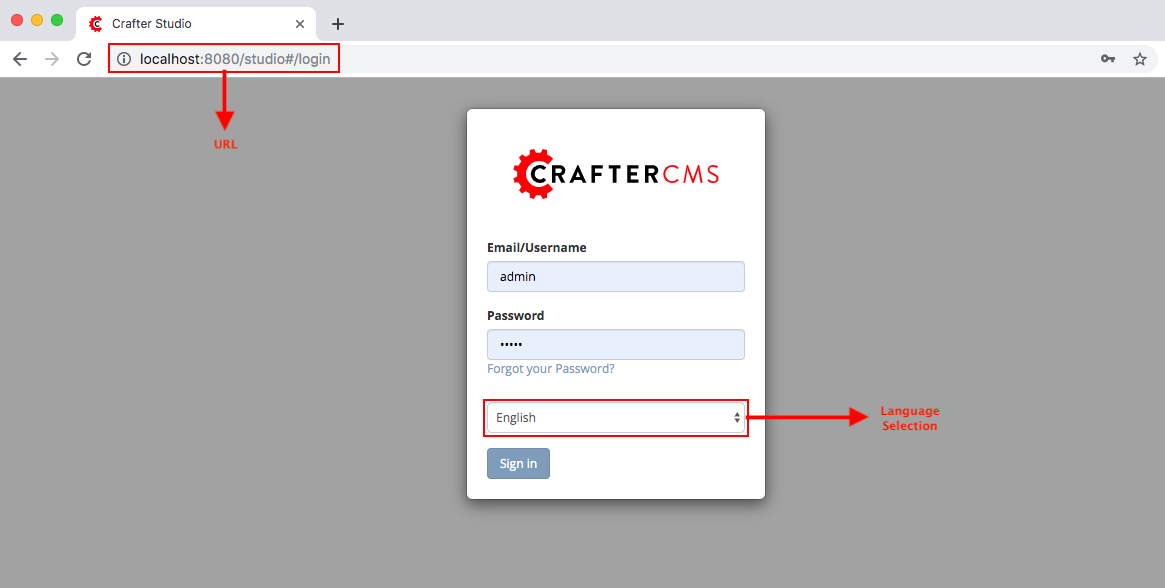 Crafter Studio
localhost:8080/studio#/login
URL
CRAFTERCMS
Email/Username
admin
Password
•••••
Forgot your Password?
English
Language
Selection
Sign in